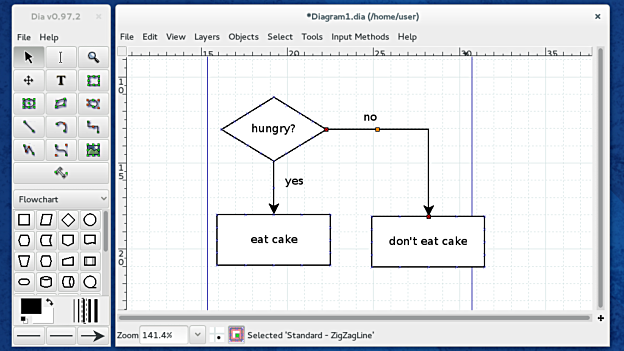 Dia v0.97.2
File Help
Flowchart
*Diagram1.dia (/home/user)
File Edit View Layers Objects Select Tools Input Methods Help
15 20 25 30 35
10
15
20
hungry?
no
yes
eat cake
don't eat cake
Zoom 141.4% Selected 'Standard - ZigZagLine'
T